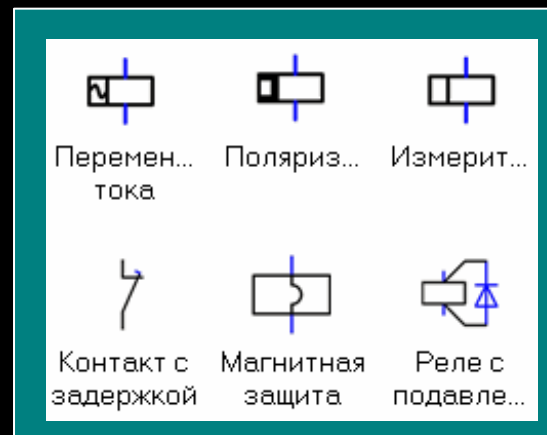 Перемен... Поляриз... Измерит...
тока
Контакт с Магнитная Реле с
задержкой защита подавле...